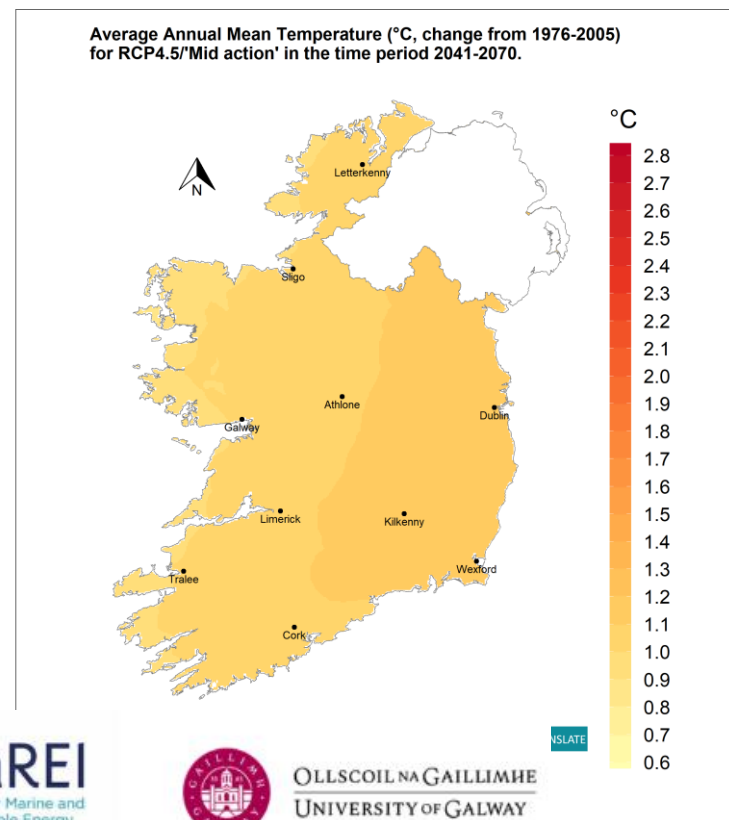 Average Annual Mean Temperature (°C, change from 1976-2005)
for RCP4.5/'Mid action' in the time period 2041-2070.
°C
2.8
2.7
2.6
2.5
2.4
2.3
2.2
2.1
2.0
1.9
1.8
1.7
1.6
1.5
1.4
1.3
1.2
1.1
1.0
0.9
0.8
0.7
0.6
N
Letterkenny
Sligo
Athlone
Dublin
Galway
Limerick
Kilkenny
Wexford
Tralee
Cork
REI
Marine and
ble Energy
GAILLIMH
OLLSCOIL NA GAILLIMHE
UNIVERSITY OF GALWAY
NSLATE